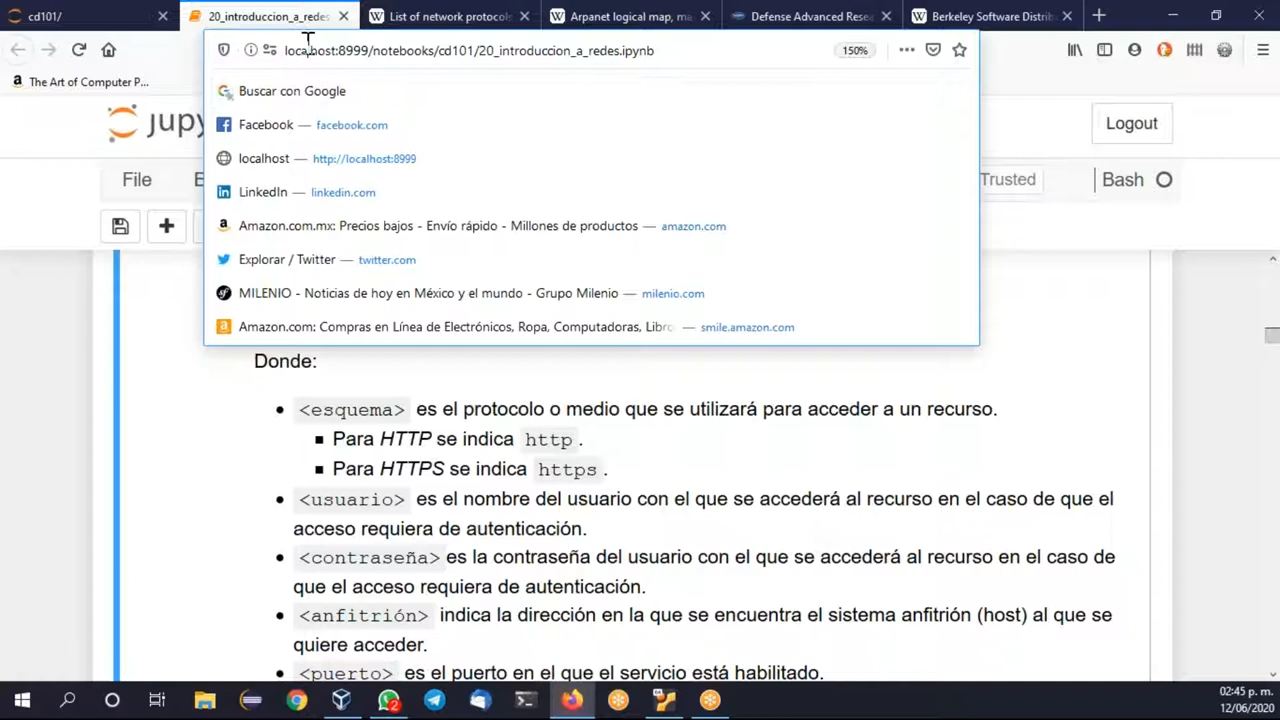 cd101/
20_introduccion_a_redes
List of network protocols
Arpanet logical map, ma
Defense Advanced Resea
Berkeley Software Distrib
localhost:8999/notebooks/cd101/20_introduccion_a_redes.ipynb
150%
The Art of Computer P...
Buscar con Google
Facebook — facebook.com
localhost — http://localhost:8999
LinkedIn — linkedin.com
Amazon.com.mx: Precios bajos - Envío rápido - Millones de productos — amazon.com
Explorar / Twitter — twitter.com
MILENIO - Noticias de hoy en México y el mundo - Grupo Milenio — milenio.com
Amazon.com: Compras en Línea de Electrónicos, Ropa, Computadoras, Libro — smile.amazon.com
jupy
Logout
File
E
Trusted
Bash
Donde:
<esquema> es el protocolo o medio que se utilizará para acceder a un recurso.
Para HTTP se indica http .
Para HTTPS se indica https .
<usuario> es el nombre del usuario con el que se accederá al recurso en el caso de que el
acceso requiera de autenticación.
<contraseña> es la contraseña del usuario con el que se accederá al recurso en el caso de
que el acceso requiera de autenticación.
<anfitrión> indica la dirección en la que se encuentra el sistema anfitrión (host) al que se
quiere acceder.
<puerto> es el puerto en el que el servicio está habilitado.
2
02:45 p. m.
12/06/2020